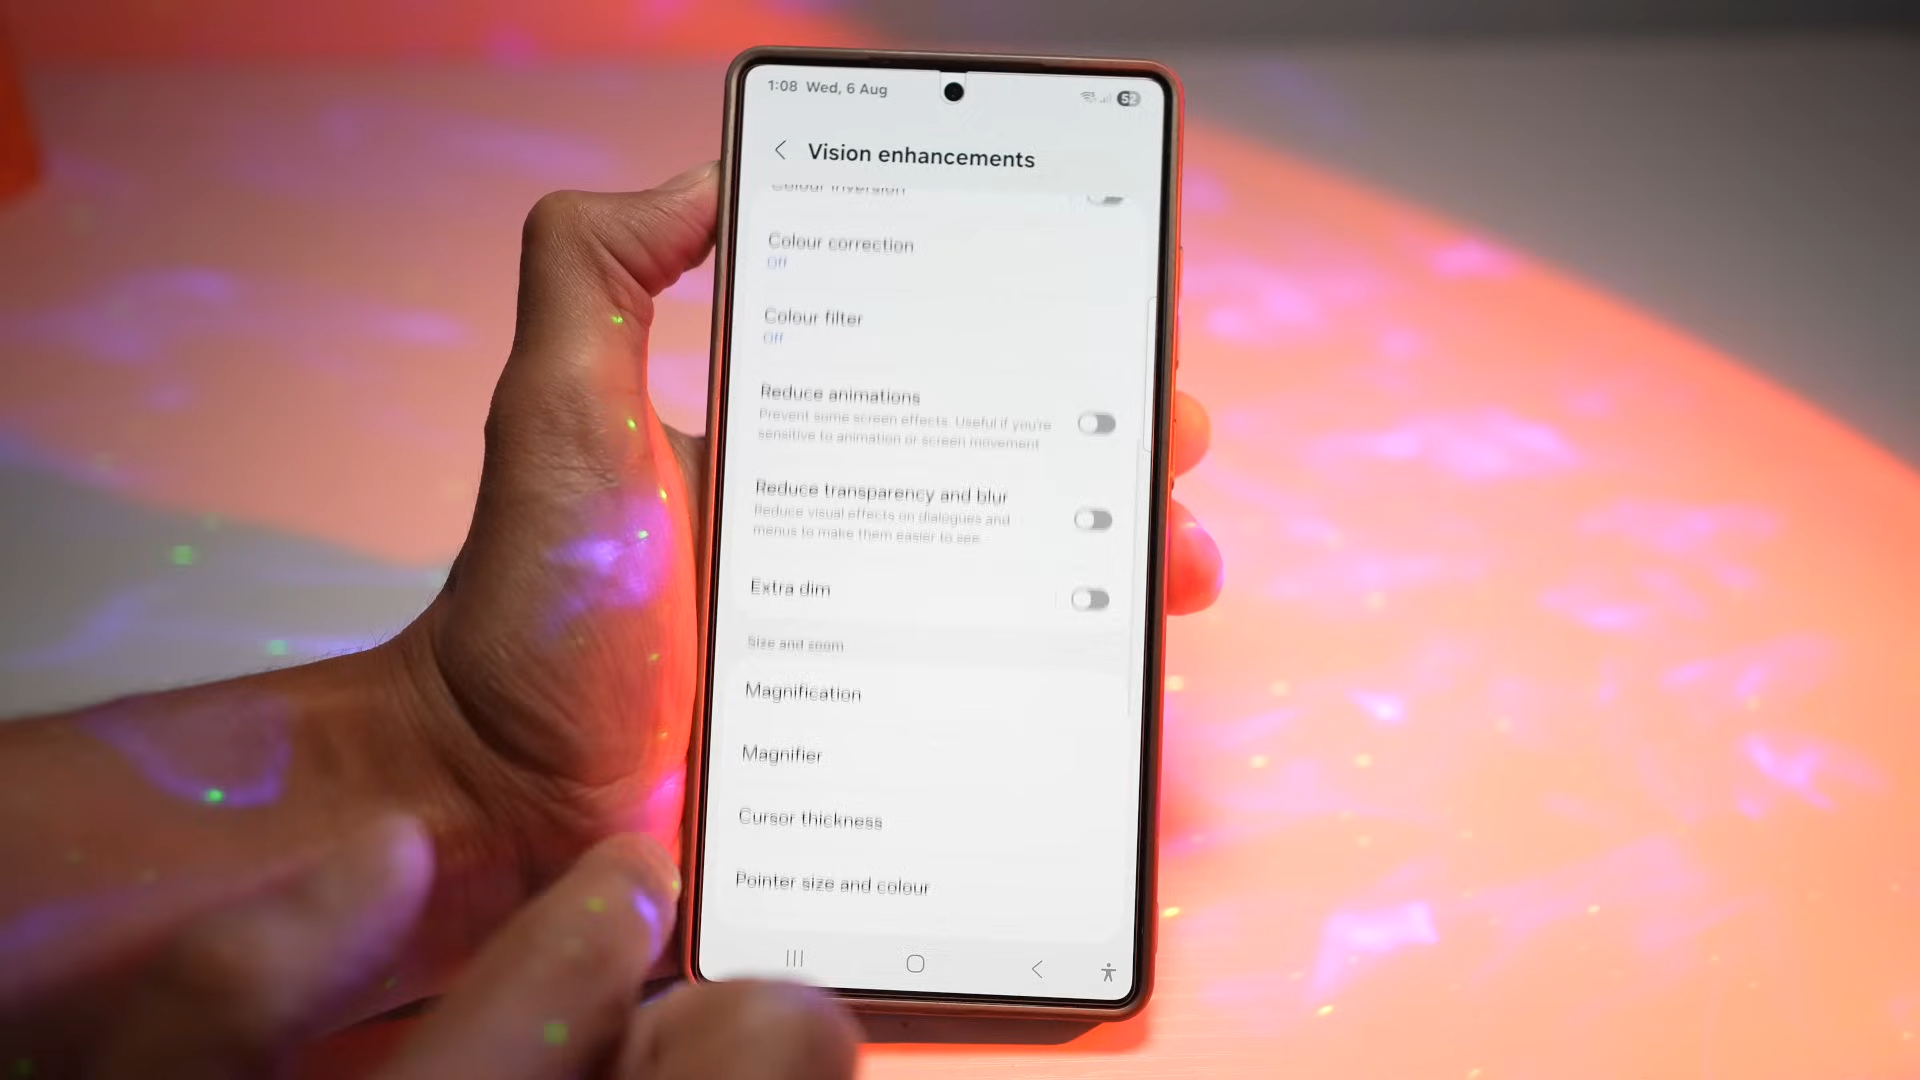 1:08 Wed, 6 Aug
52
Vision enhancements
Colour inversion
Colour correction
Off
Colour filter
Off
Reduce animations
Prevent some screen effects. Useful if you're
sensitive to animation or screen movement
Reduce transparency and blur
Reduce visual effects on dialogues and
menus to make them easier to see.
Extra dim
Size and zoom
Magnification
Magnifier
Cursor thickness
Pointer size and colour